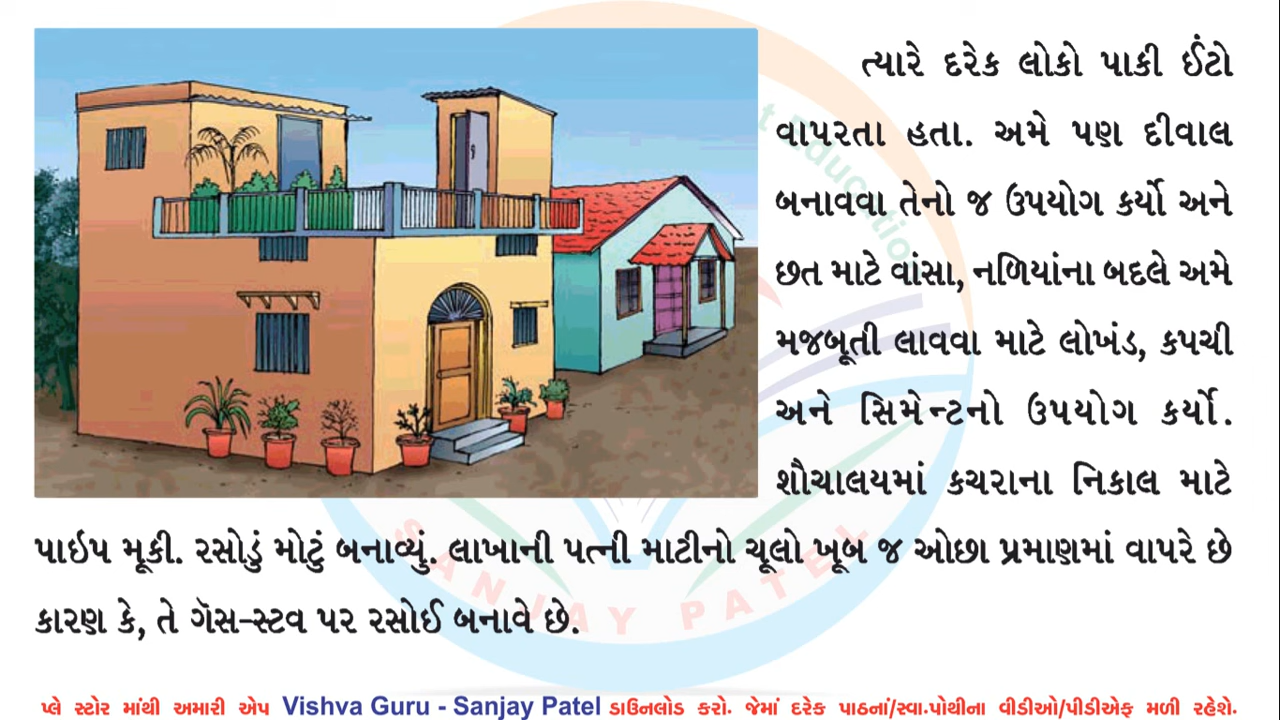 ત્યારે દરેક લોકો પાકી ઈંટો
વાપરતા હતા. અમે પણ દીવાલ
બનાવવા તેનો જ ઉપયોગ કર્યો અને
છત માટે વાંસા, નળિયાંના બદલે અમે
મજબૂતી લાવવા માટે લોખંડ, કપચી
અને સિમેન્ટનો ઉપયોગ કર્યો.
શૌચાલયમાં કચરાના નિકાલ માટે
પાઇપ મૂકી. રસોડું મોટું બનાવ્યું. લાખાની પત્ની માટીનો ચૂલો ખૂબ જ ઓછા પ્રમાણમાં વાપરે છે
કારણ કે, તે ગૅસ-સ્ટવ પર રસોઈ બનાવે છે.
SANJAY PATEL
પ્લે સ્ટોર માંથી અમારી એપ Vishva Guru - Sanjay Patel ડાઉનલોડ કરો. જેમાં દરેક પાઠનાં/સ્વા.પોથીના વીડીઓ/પીડીએફ મળી રહેશે.